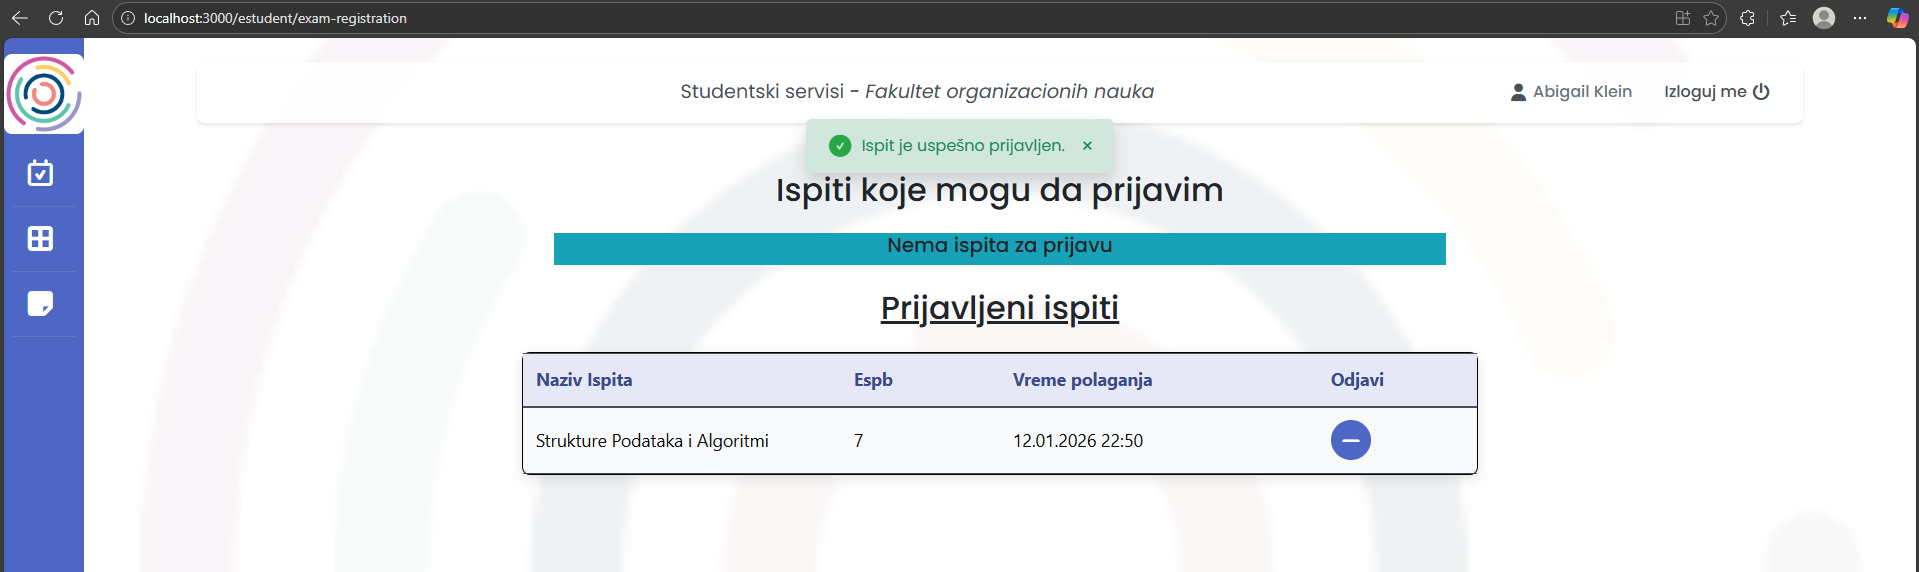 localhost:3000/estudent/exam-registration
Studentski servisi - Fakultet organizacionih nauka
Abigail Klein
Izloguj me
Ispit je uspešno prijavljen.
Ispiti koje mogu da prijavim
Nema ispita za prijavu
Prijavljeni ispiti
Naziv Ispita Espb Vreme polaganja Odjavi
Strukture Podataka i Algoritmi 7 12.01.2026 22:50